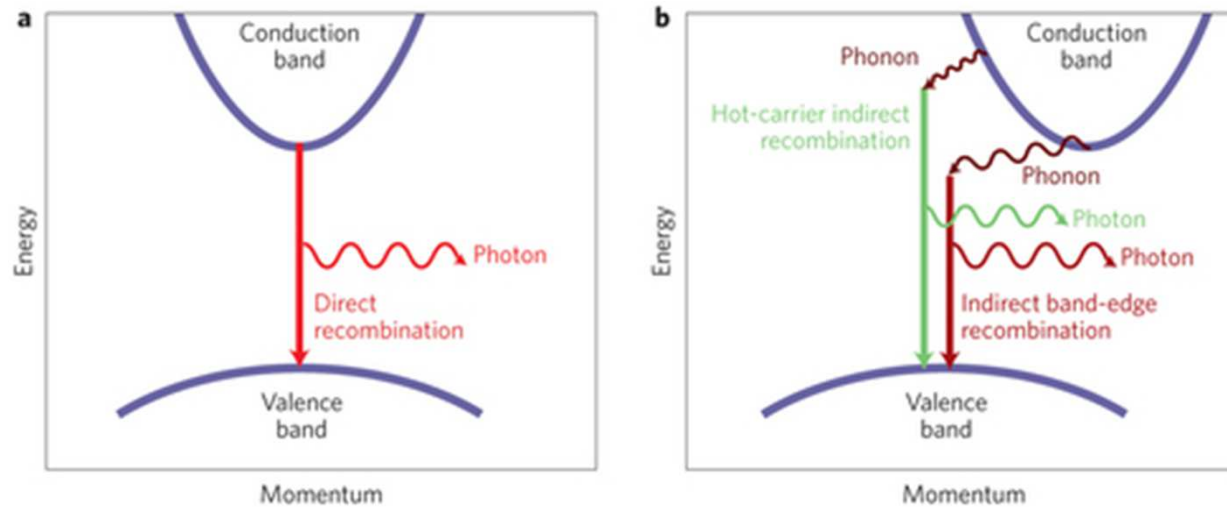 a
Conduction
band
Energy
Photon
Direct
recombination
Valence
band
Momentum
b
Phonon
Conduction
band
Hot-carrier indirect
recombination
Phonon
Energy
Photon
Photon
Indirect band-edge
recombination
Valence
band
Momentum